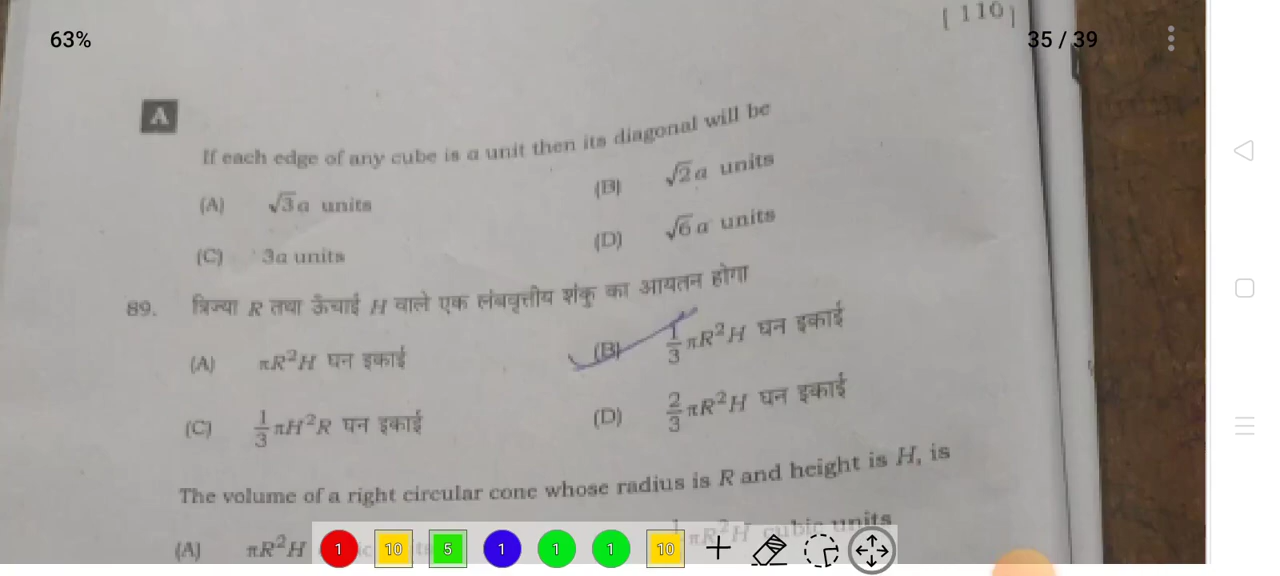 [ 110 ]
63%
35 / 39
A
If each edge of any cube is a unit then its diagonal will be
(A) √3a units (B) √2a units
(C) 3a units (D) √6a units
89. त्रिज्या R तथा ऊँचाई H वाले एक लंबवृत्तीय शंकु का आयतन होगा
(A) πR²H घन इकाई (B) 1/3 πR²H घन इकाई
(C) 1/3 πH²R घन इकाई (D) 2/3 πR²H घन इकाई
The volume of a right circular cone whose radius is R and height is H, is
(A) πR²H πR²H cubic units
1 10 5 1 1 1 10